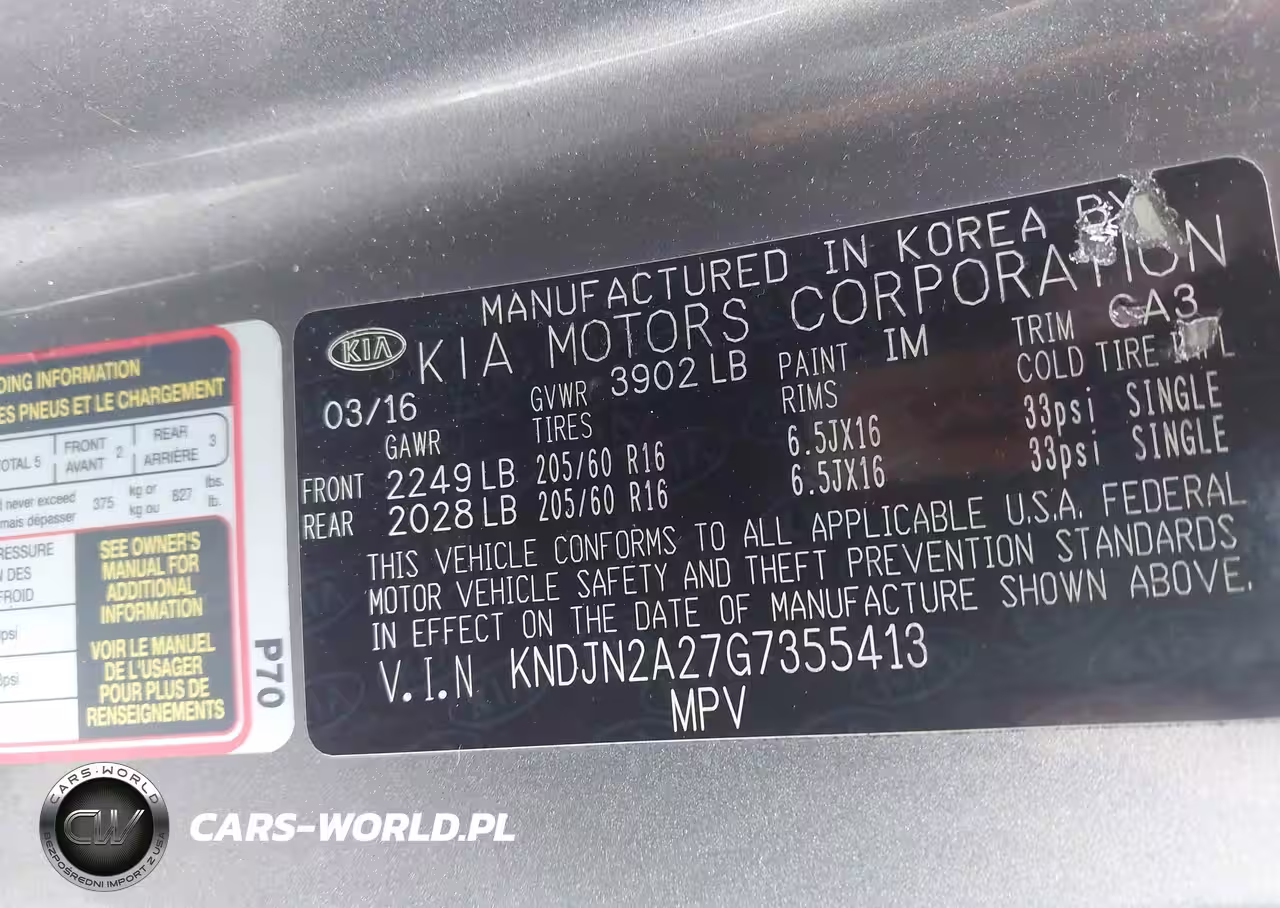 MANUFACTURED IN KOREA BY
KIA KIA MOTORS CORPORATION
03/16 GVWR 3902 LB PAINT IM TRIM CA3
GAWR TIRES RIMS COLD TIRE
FRONT 2249 LB 205/60 R16 6.5JX16 33psi SINGLE
REAR 2028 LB 205/60 R16 6.5JX16 33psi SINGLE
THIS VEHICLE CONFORMS TO ALL APPLICABLE U.S.A. FEDERAL
MOTOR VEHICLE SAFETY AND THEFT PREVENTION STANDARDS
IN EFFECT ON THE DATE OF MANUFACTURE SHOWN ABOVE.
V.I.N KNDJN2A27G7355413
MPV
DING INFORMATION
ES PNEUS ET LE CHARGEMENT
OTAL 5 FRONT AVANT 2 REAR ARRIÈRE 3
d never exceed 375 kg or 827 lbs.
mais dépasser kg ou lb.
RESSURE
DES
FROID
psi
psi
SEE OWNER'S
MANUAL FOR
ADDITIONAL
INFORMATION
VOIR LE MANUEL
DE L'USAGER
POUR PLUS DE
RENSEIGNEMENTS
P70
CARS-WORLD
CW
BEZPOŚREDNI IMPORT Z USA
CARS-WORLD.PL